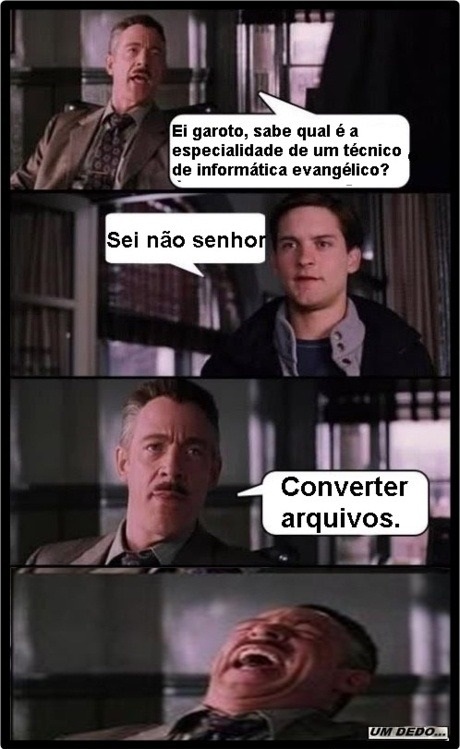 Ei garoto, sabe qual é a
especialidade de um técnico
de informática evangélico?
Sei não senhor
Converter
arquivos.
UM DEDO...